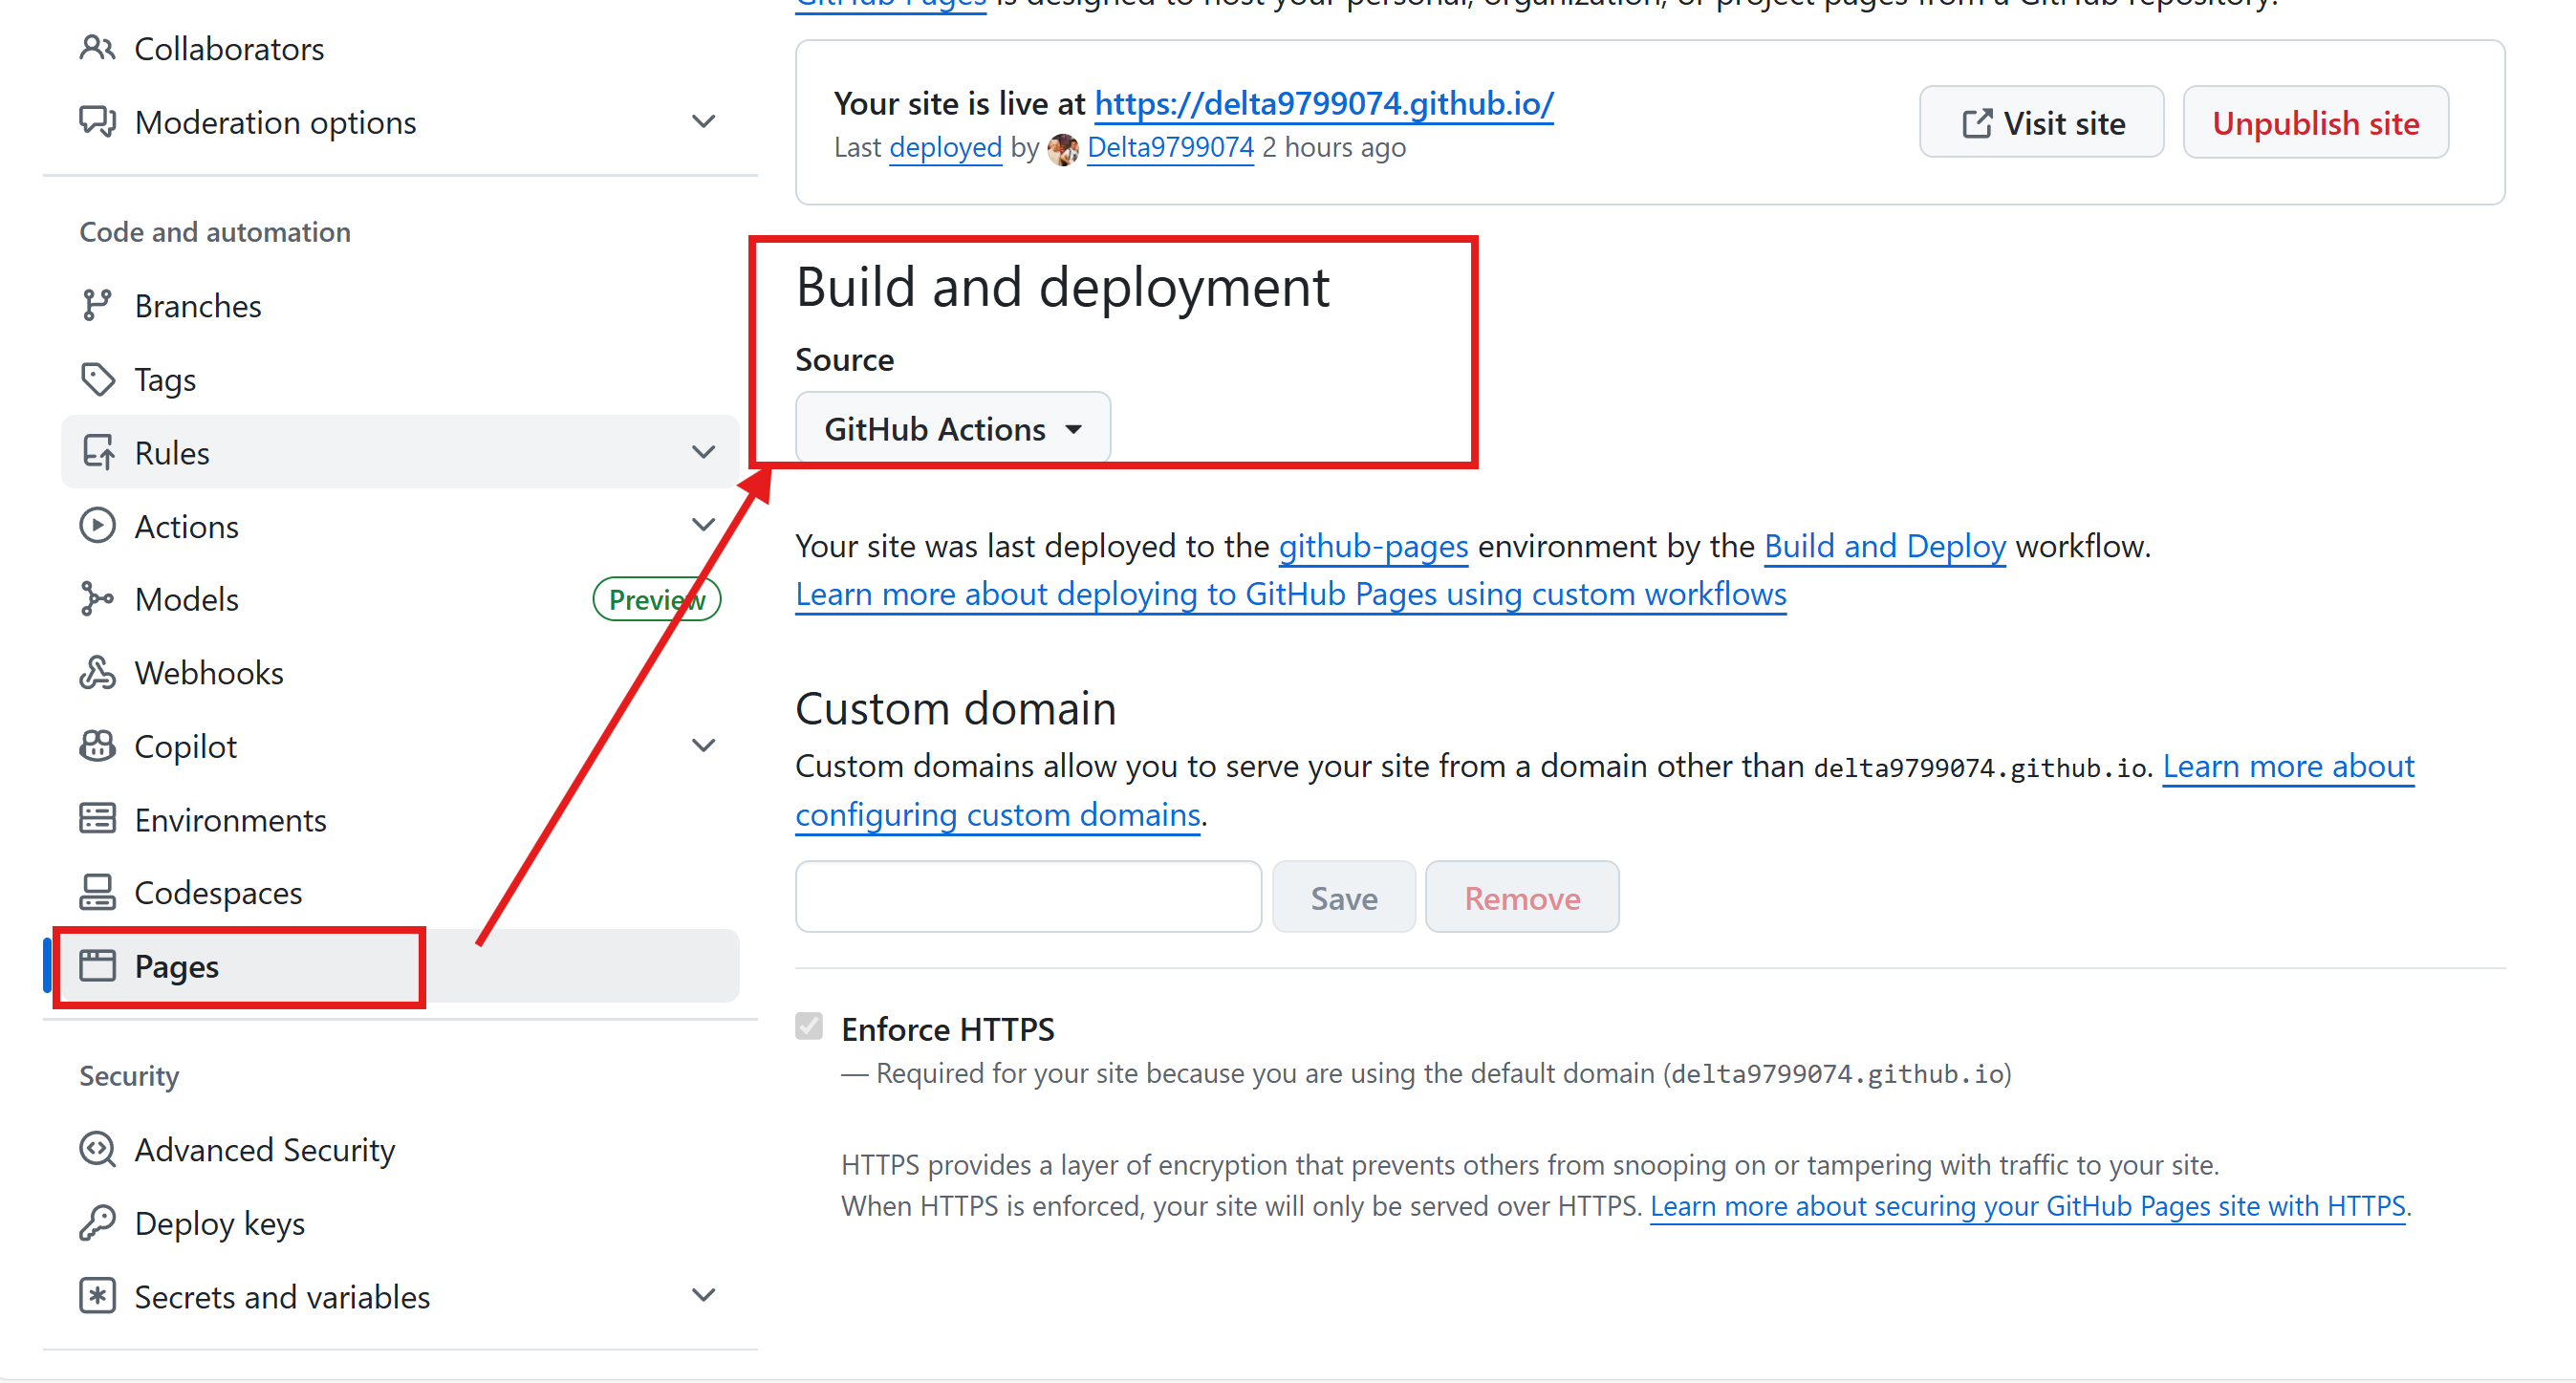 Collaborators
Moderation options
Code and automation
Branches
Tags
Rules
Actions
Models Preview
Webhooks
Copilot
Environments
Codespaces
Pages
Security
Advanced Security
Deploy keys
Secrets and variables
GitHub Pages is designed to host your personal, organization, or project pages from a GitHub repository.
Your site is live at https://delta9799074.github.io/
Last deployed by Delta9799074 2 hours ago
Visit site
Unpublish site
Build and deployment
Source
GitHub Actions
Your site was last deployed to the github-pages environment by the Build and Deploy workflow.
Learn more about deploying to GitHub Pages using custom workflows
Custom domain
Custom domains allow you to serve your site from a domain other than delta9799074.github.io. Learn more about
configuring custom domains.
Save
Remove
Enforce HTTPS
— Required for your site because you are using the default domain (delta9799074.github.io)
HTTPS provides a layer of encryption that prevents others from snooping on or tampering with traffic to your site.
When HTTPS is enforced, your site will only be served over HTTPS. Learn more about securing your GitHub Pages site with HTTPS.